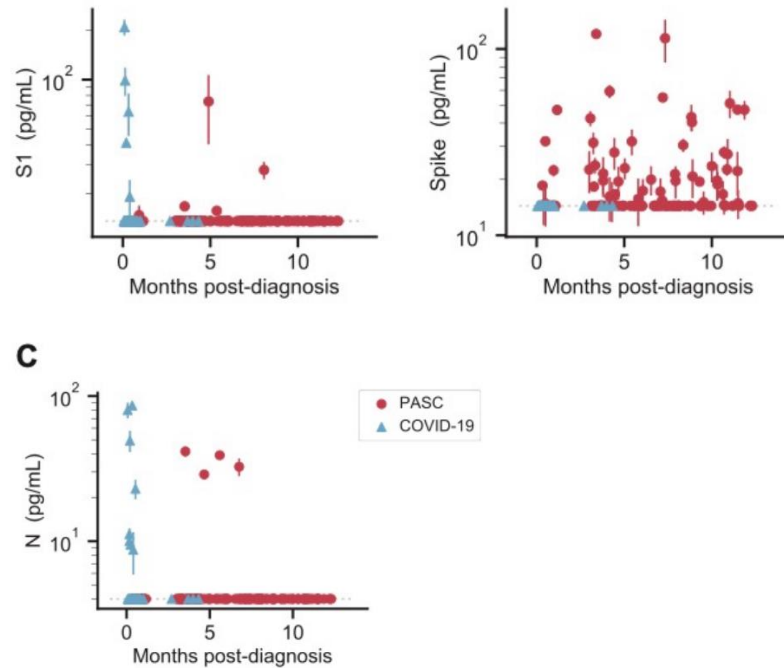 S1 (pg/mL)
10²
0 5 10
Months post-diagnosis
Spike (pg/mL)
10²
10¹
0 5 10
Months post-diagnosis
C
N (pg/mL)
10²
10¹
0 5 10
Months post-diagnosis
PASC
COVID-19